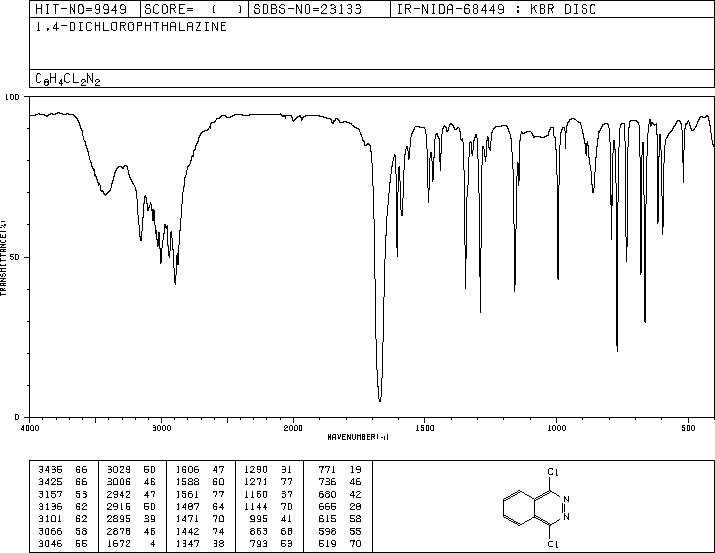 HIT-NO=9949 SCORE= ( ) SDBS-NO=23133 IR-NIDA-68449 : KBR DISC
1,4-DICHLOROPHTHALAZINE
C8H4CL2N2
100
50
0
TRANSMITTANCE(%)
4000 3000 2000 1500 1000 500
WAVENUMBER(-1)
3436 66 3029 60 1606 47 1290 31 771 19
3425 66 3006 46 1588 60 1271 77 736 46
3157 53 2942 47 1561 77 1160 37 680 42
3136 62 2916 50 1487 64 1144 70 666 28
3101 62 2895 39 1471 70 995 41 615 58
3066 58 2878 46 1442 74 863 68 598 55
3046 55 1672 4 1347 38 793 53 519 70
Cl
N
N
Cl